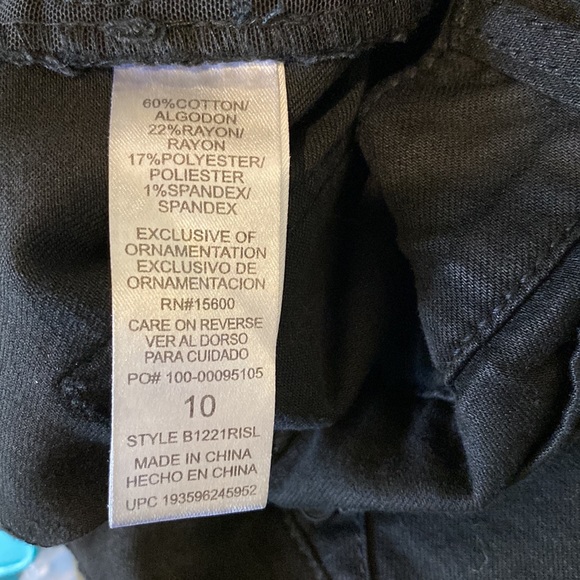 60%COTTON/
ALGODON
22%RAYON/
RAYON
17%POLYESTER/
POLIESTER
1%SPANDEX/
SPANDEX
EXCLUSIVE OF
ORNAMENTATION
EXCLUSIVO DE
ORNAMENTACION
RN#15600
CARE ON REVERSE
VER AL DORSO
PARA CUIDADO
PO# 100-00095105
10
STYLE B1221RISL
MADE IN CHINA
HECHO EN CHINA
UPC 193596245952